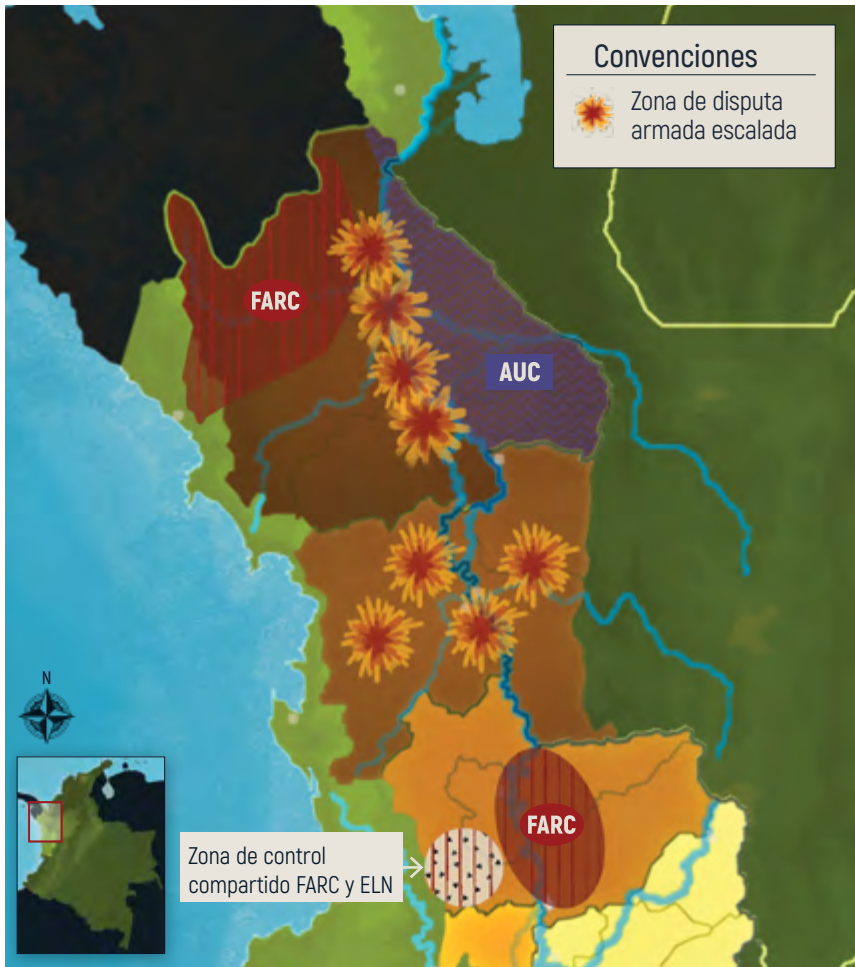 Convenciones
Zona de disputa
armada escalada
FARC
AUC
N
FARC
Zona de control
compartido FARC y ELN